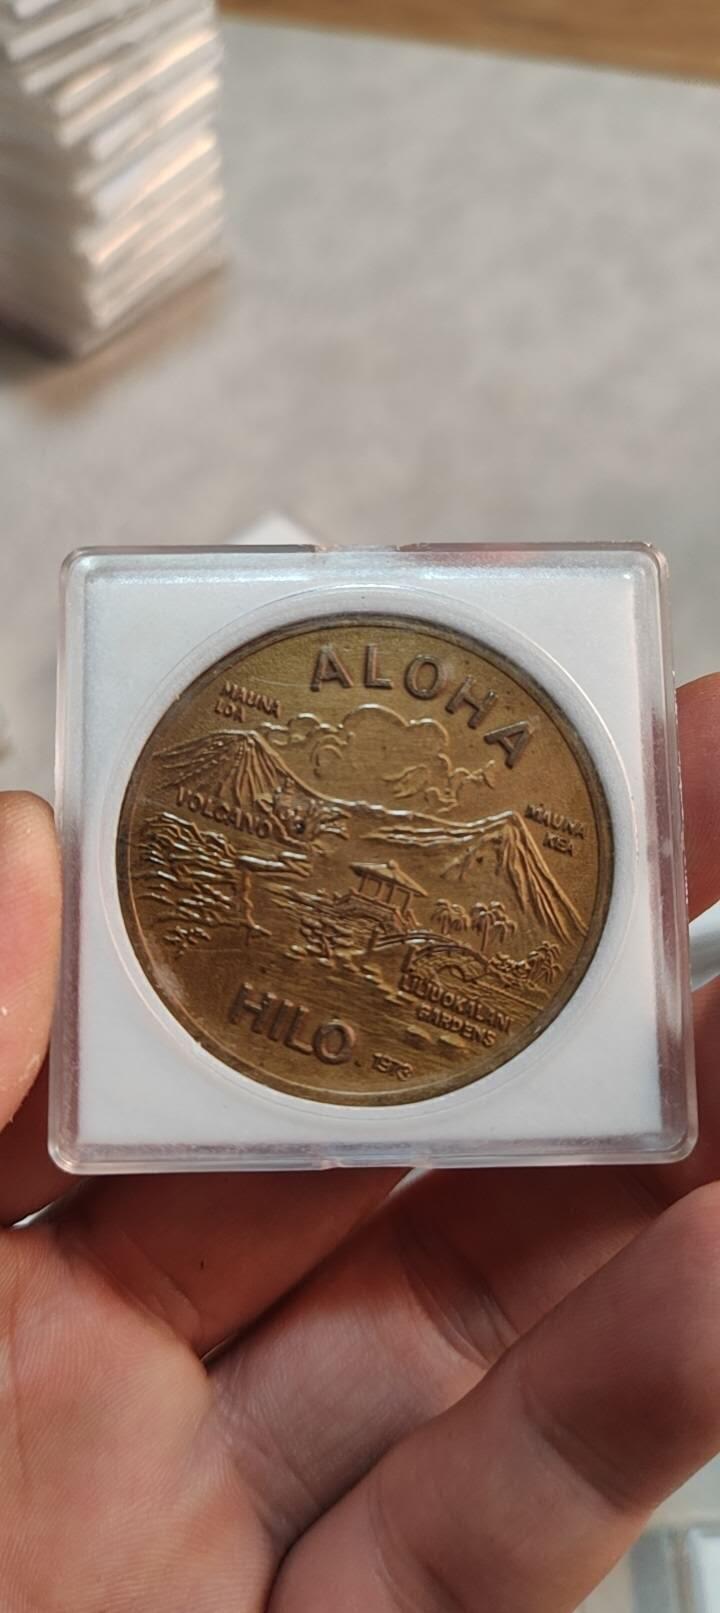 ALOHA
MAUNA
LOA
VOLCANO
MAUNA
KEA
LILIUOKALANI
GARDENS
HILO
1973